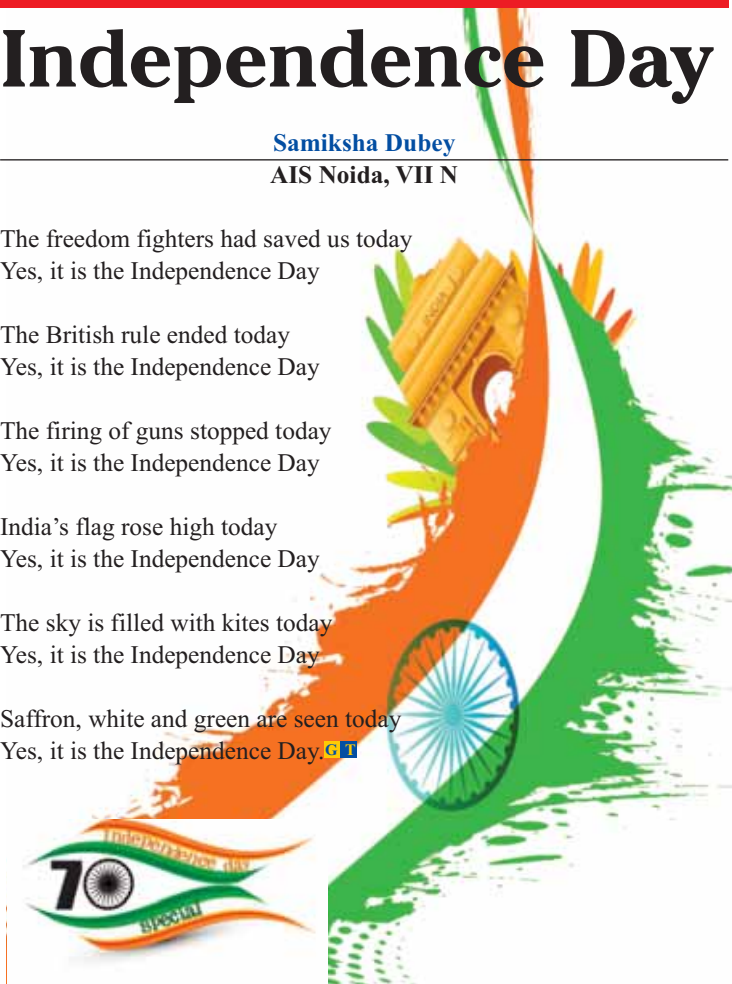 Independence Day
Samiksha Dubey
AIS Noida, VII N
The freedom fighters had saved us today
Yes, it is the Independence Day
The British rule ended today
Yes, it is the Independence Day
The firing of guns stopped today
Yes, it is the Independence Day
India’s flag rose high today
Yes, it is the Independence Day
The sky is filled with kites today
Yes, it is the Independence Day
Saffron, white and green are seen today
Yes, it is the Independence Day. G T
INDIA
Independence day
70
special